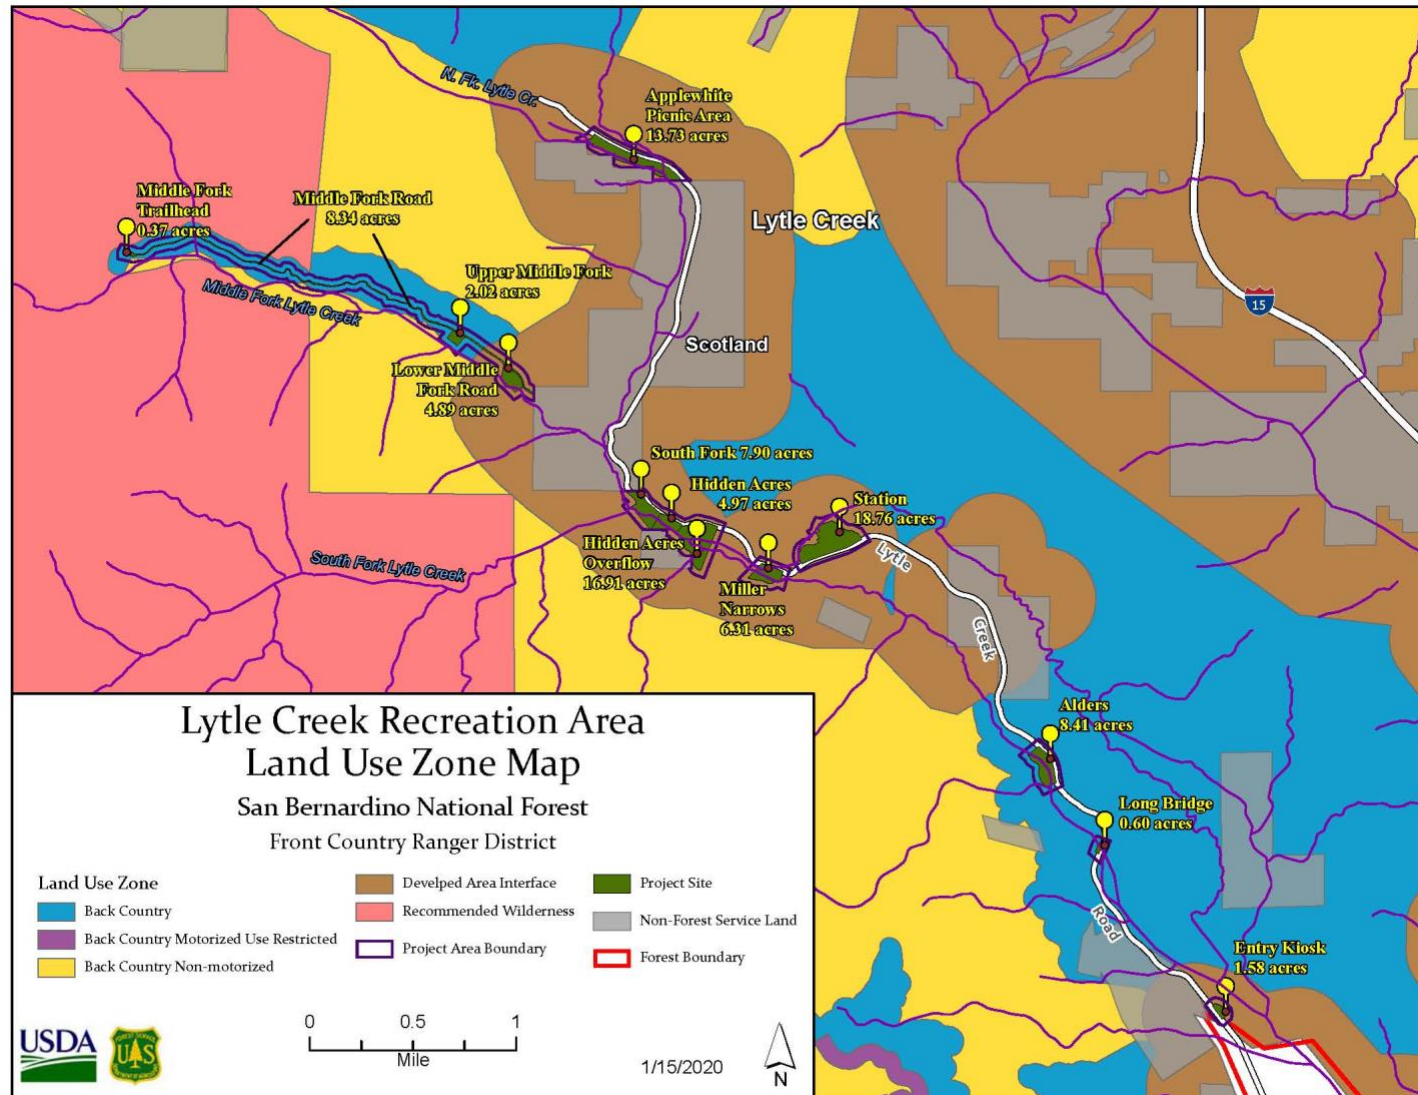 N. Fk. Lytle Cr.
Applewhite
Picnic Area
13.73 acres
Middle Fork
Trailhead
0.37 acres
Middle Fork Road
8.34 acres
Lytle Creek
15
Upper Middle Fork
2.02 acres
Middle Fork Lytle Creek
Scotland
Lower Middle
Fork Road
4.89 acres
South Fork 7.90 acres
Hidden Acres
4.97 acres
Station
18.76 acres
Hidden Acres
Overflow
16.91 acres
South Fork Lytle Creek
Miller
Narrows
6.31 acres
Lytle
Creek
Road
Alders
8.41 acres
Long Bridge
0.60 acres
Entry Kiosk
1.58 acres
Lytle Creek Recreation Area
Land Use Zone Map
San Bernardino National Forest
Front Country Ranger District
Land Use Zone
Back Country
Back Country Motorized Use Restricted
Back Country Non-motorized
Develped Area Interface
Recommended Wilderness
Project Area Boundary
Project Site
Non-Forest Service Land
Forest Boundary
0 0.5 1
Mile
1/15/2020
N
USDA
FOREST SERVICE
U S
DEPARTMENT OF AGRICULTURE